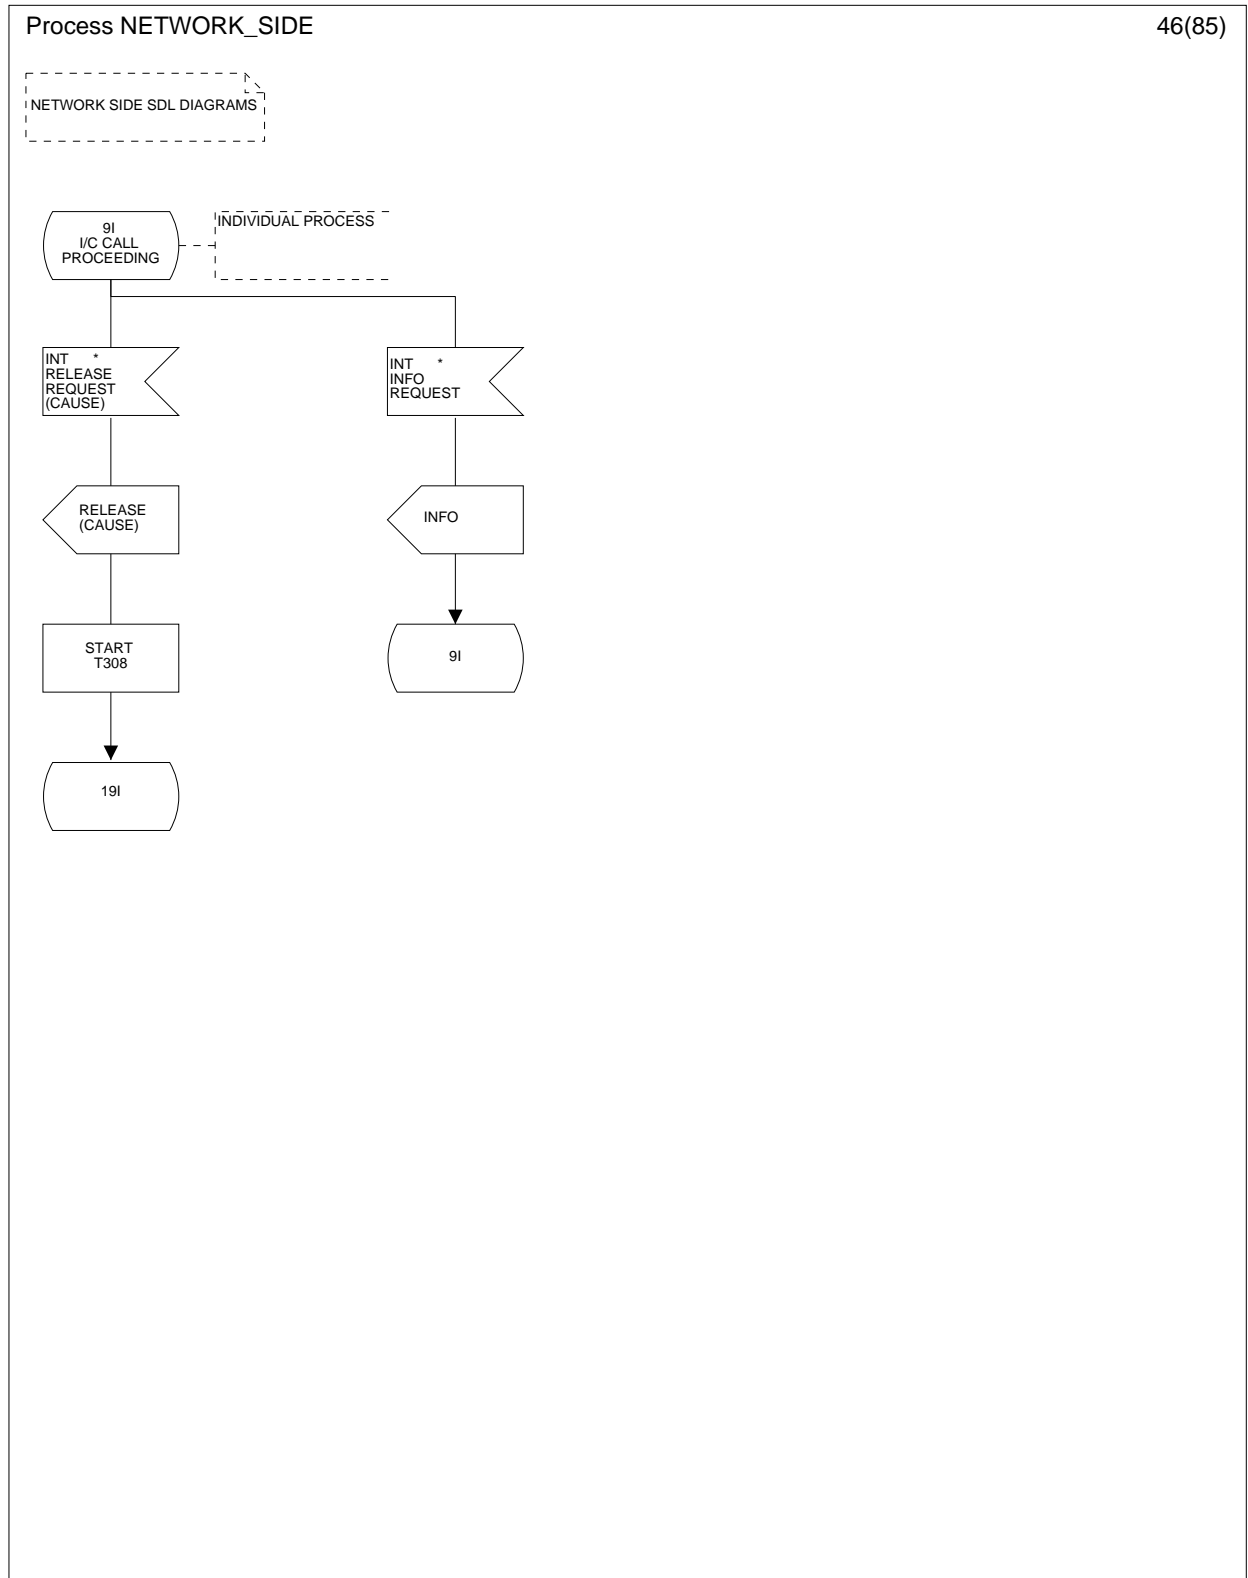 Process NETWORK_SIDE
46(85)
NETWORK SIDE SDL DIAGRAMS
9I
I/C CALL
PROCEEDING
INDIVIDUAL PROCESS
INT *
RELEASE
REQUEST
(CAUSE)
INT *
INFO
REQUEST
RELEASE
(CAUSE)
INFO
START
T308
9I
19I